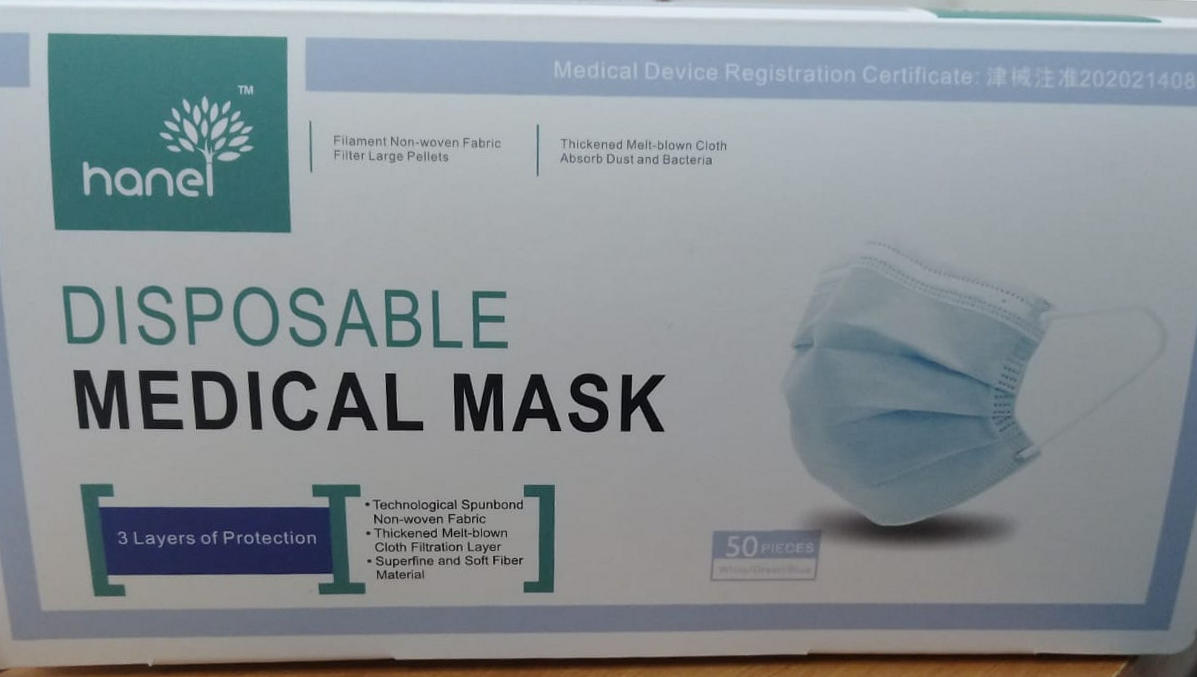 Medical Device Registration Certificate: 津械注准202021408
TM
hanel
Filament Non-woven Fabric
Filter Large Pellets
Thickened Melt-blown Cloth
Absorb Dust and Bacteria
DISPOSABLE
MEDICAL MASK
3 Layers of Protection
• Technological Spunbond
Non-woven Fabric
• Thickened Melt-blown
Cloth Filtration Layer
• Superfine and Soft Fiber
Material
50 PIECES
White/Green/Blue